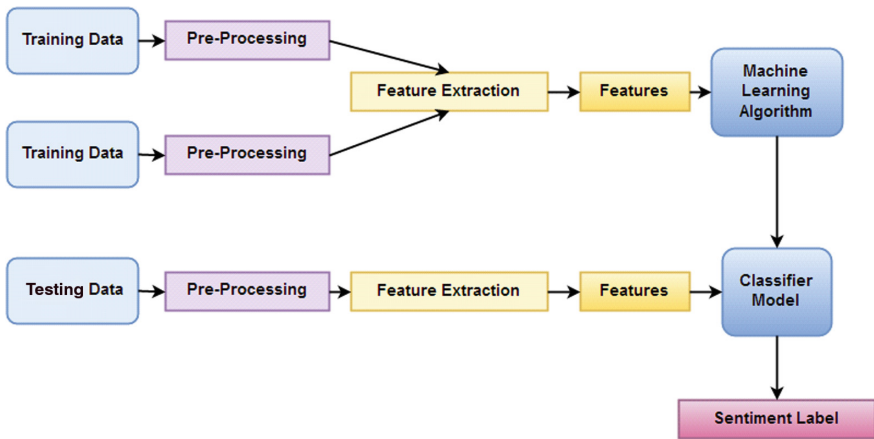 Training Data
Pre-Processing
Feature Extraction
Features
Machine
Learning
Algorithm
Training Data
Pre-Processing
Testing Data
Pre-Processing
Feature Extraction
Features
Classifier
Model
Sentiment Label